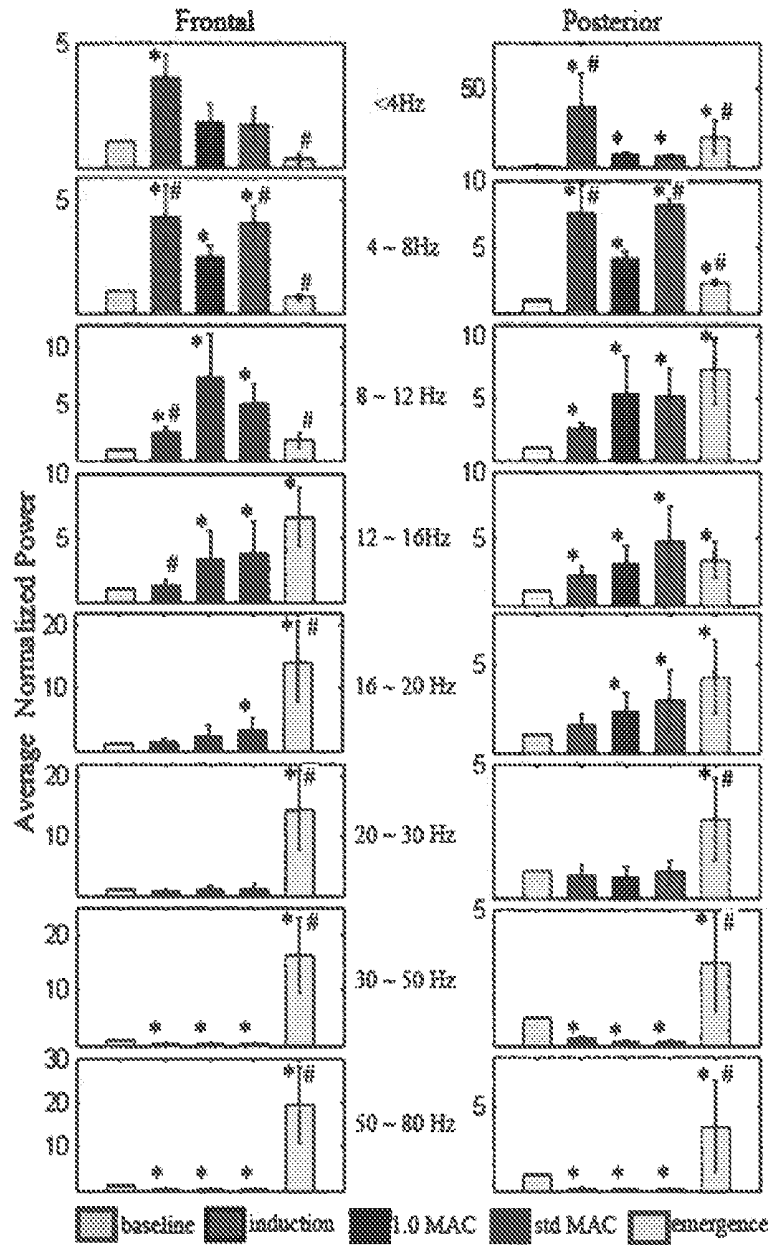 Frontal Posterior
5 <4Hz 50
* # * # * * * #
5 4 ~ 8Hz 10 5
* # * * # # * # * * # * #
10 5 8 ~ 12 Hz 10 5
* # * * # * * * *
10 5 12 ~ 16Hz 10 5
# * * * * * * *
20 10 16 ~ 20 Hz 5
* * # * * *
20 10 20 ~ 30 Hz 5
* # * #
20 10 30 ~ 50 Hz 5
* * * * # * * * * #
30 20 10 50 ~ 80 Hz 5
* * * * # * * * * #
Average Normalized Power
baseline induction 1.0 MAC std MAC emergence